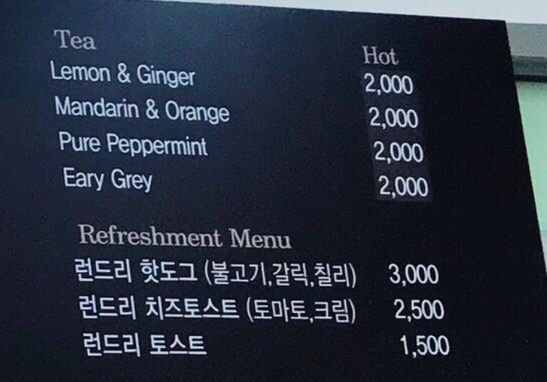 Tea Hot
Lemon & Ginger 2,000
Mandarin & Orange 2,000
Pure Peppermint 2,000
Eary Grey 2,000
Refreshment Menu
런드리 핫도그 (불고기,갈릭,칠리) 3,000
런드리 치즈토스트 (토마토,크림) 2,500
런드리 토스트 1,500